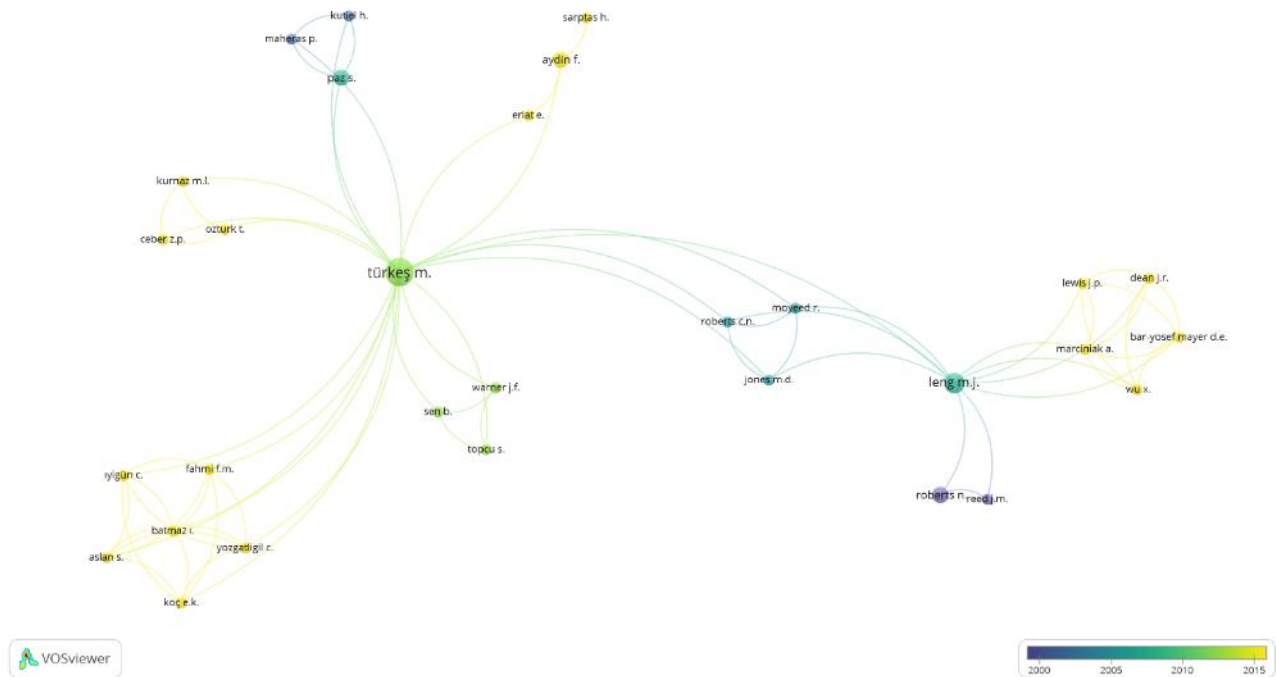 kutiel h.
sarptas h.
maheras p.
aydin f.
paz s.
erlat e.
kurnaz m.l.
ozturk t.
ceber z.p.
türkeş m.
dean j.r.
lewis j.p.
moyeed r.
roberts c.n.
bar-yosef mayer d.e.
marciniak a.
jones m.d.
leng m.j.
warner j.f.
wu x.
sen b.
topcu s.
fahmi f.m.
iyigün c.
roberts n.
reed j.m.
batmaz i.
yozgatligil c.
aslan s.
koç e.k.
VOSviewer
2000 2005 2010 2015